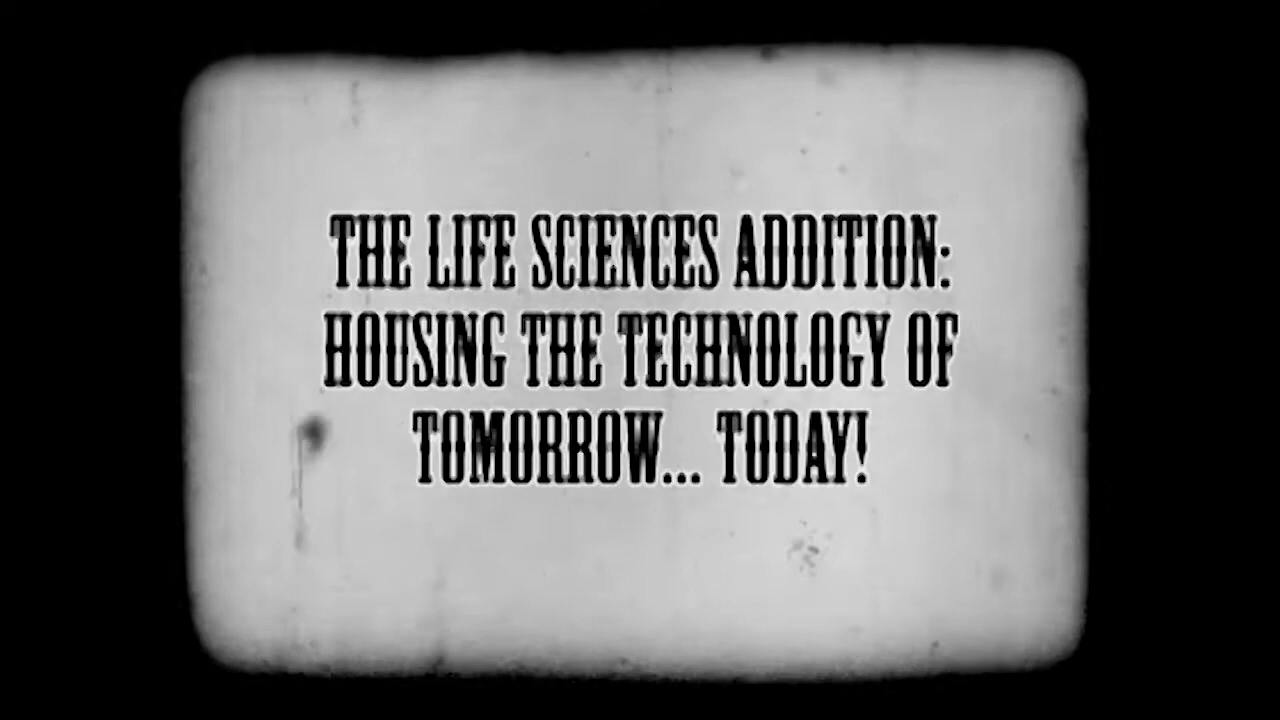 THE LIFE SCIENCES ADDITION:
HOUSING THE TECHNOLOGY OF
TOMORROW... TODAY!